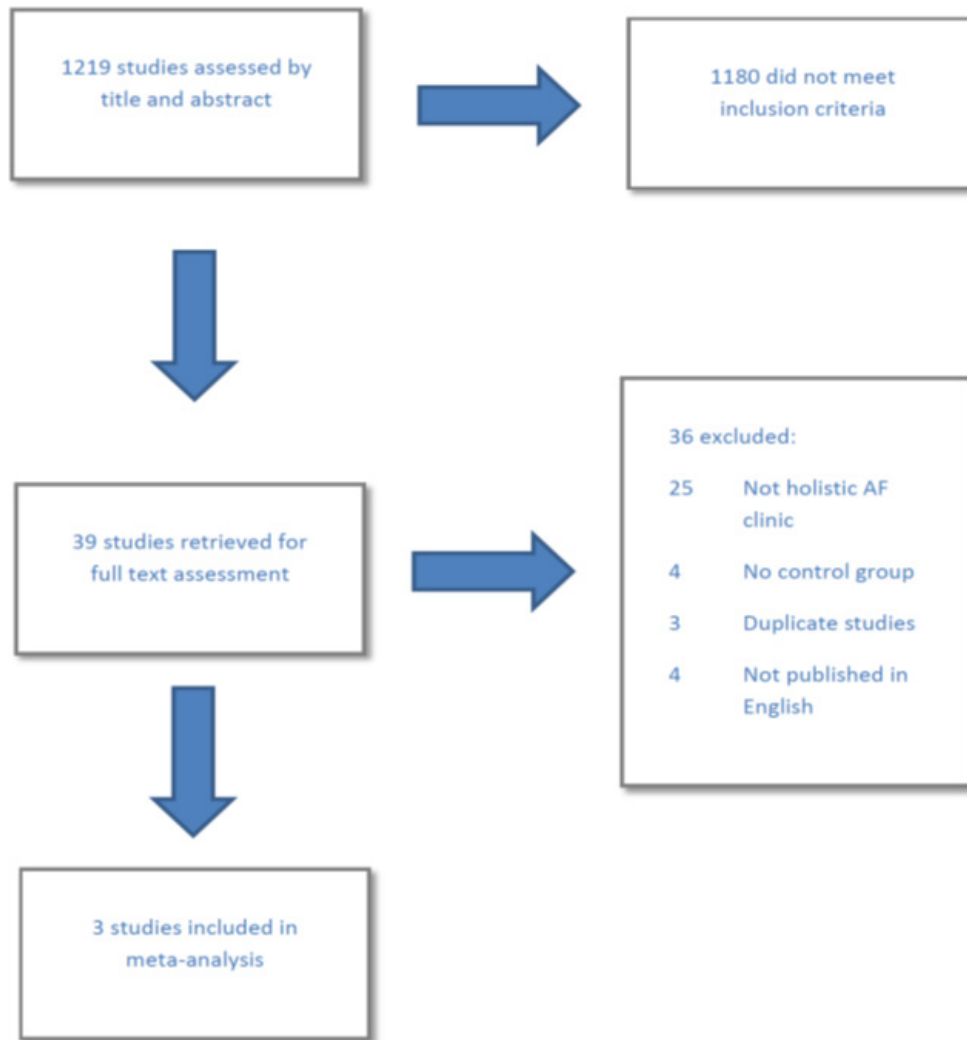 1219 studies assessed by
title and abstract
1180 did not meet
inclusion criteria
39 studies retrieved for
full text assessment
36 excluded:
25 Not holistic AF
clinic
4 No control group
3 Duplicate studies
4 Not published in
English
3 studies included in
meta-analysis